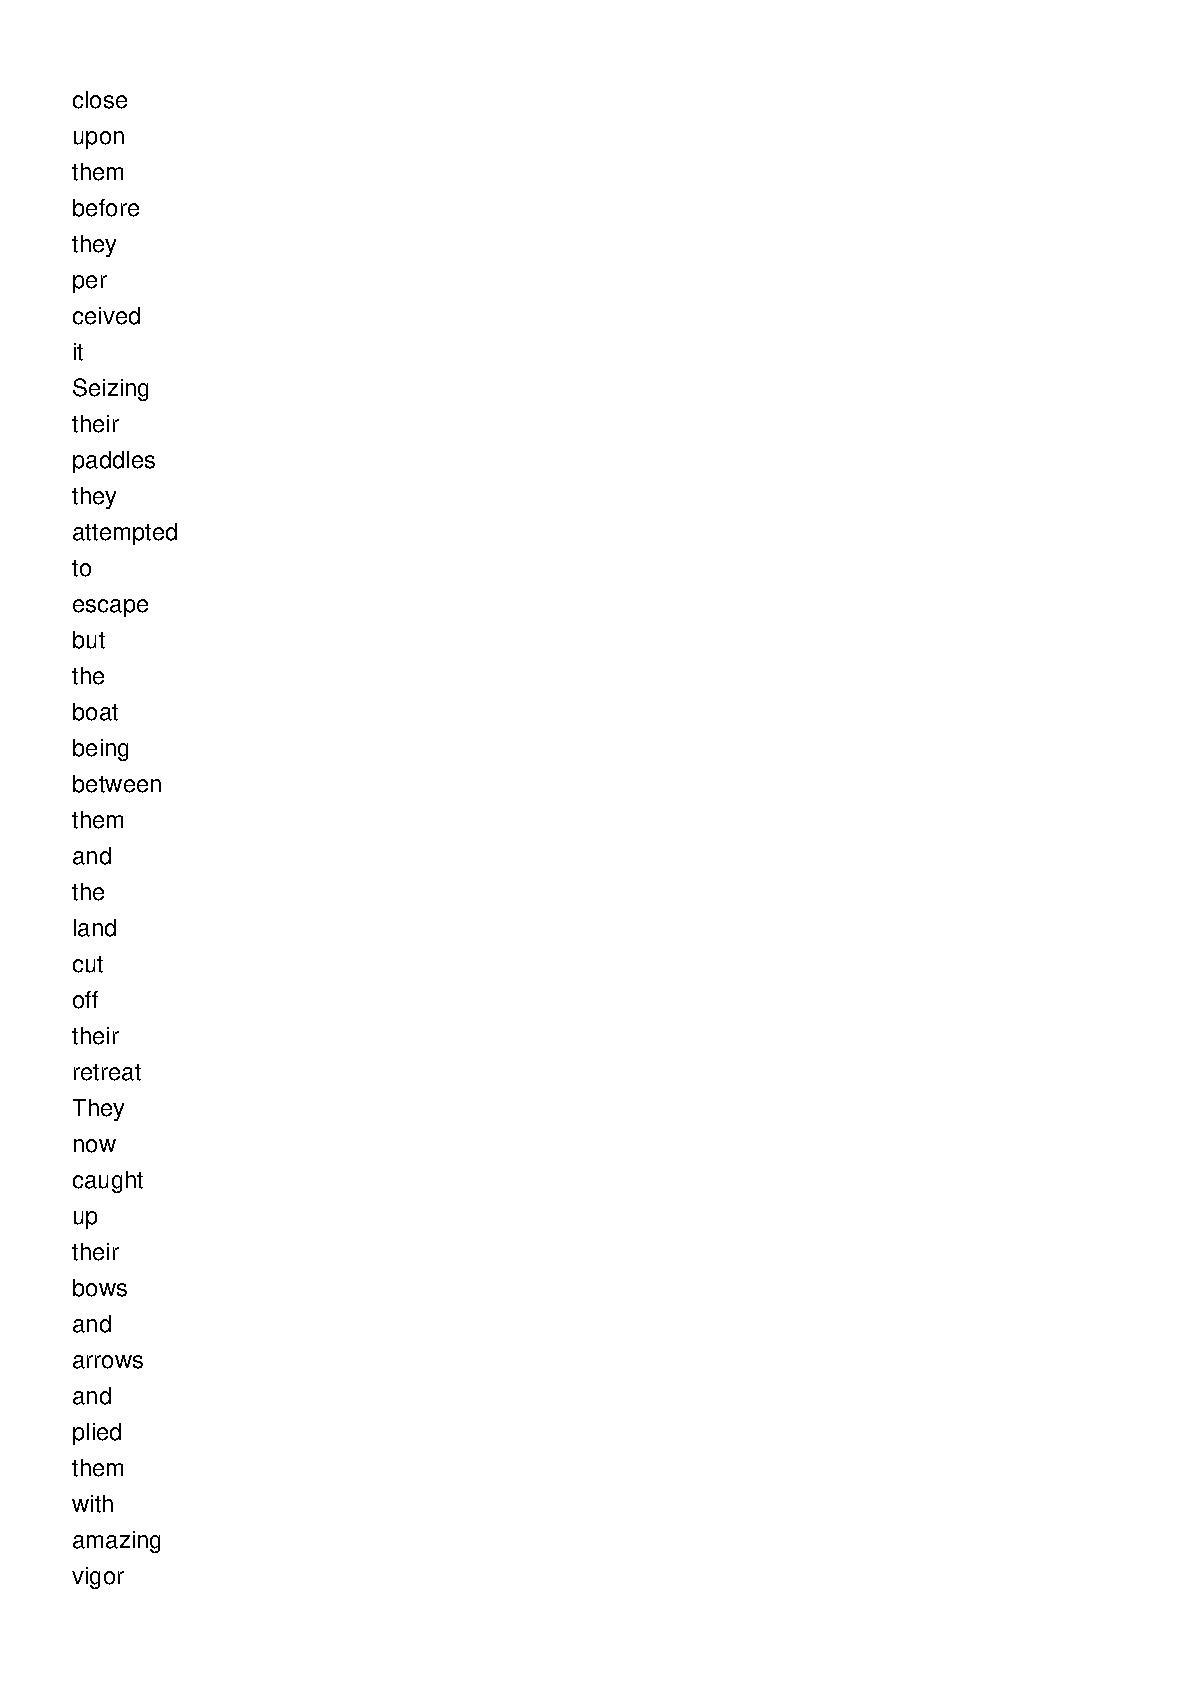 close
upon
them
before
they
per
ceived
it
Seizing
their
paddles
they
attempted
to
escape
but
the
boat
being
between
them
and
the
land
cut
off
their
retreat
They
now
caught
up
their
bows
and
arrows
and
plied
them
with
amazing
vigor